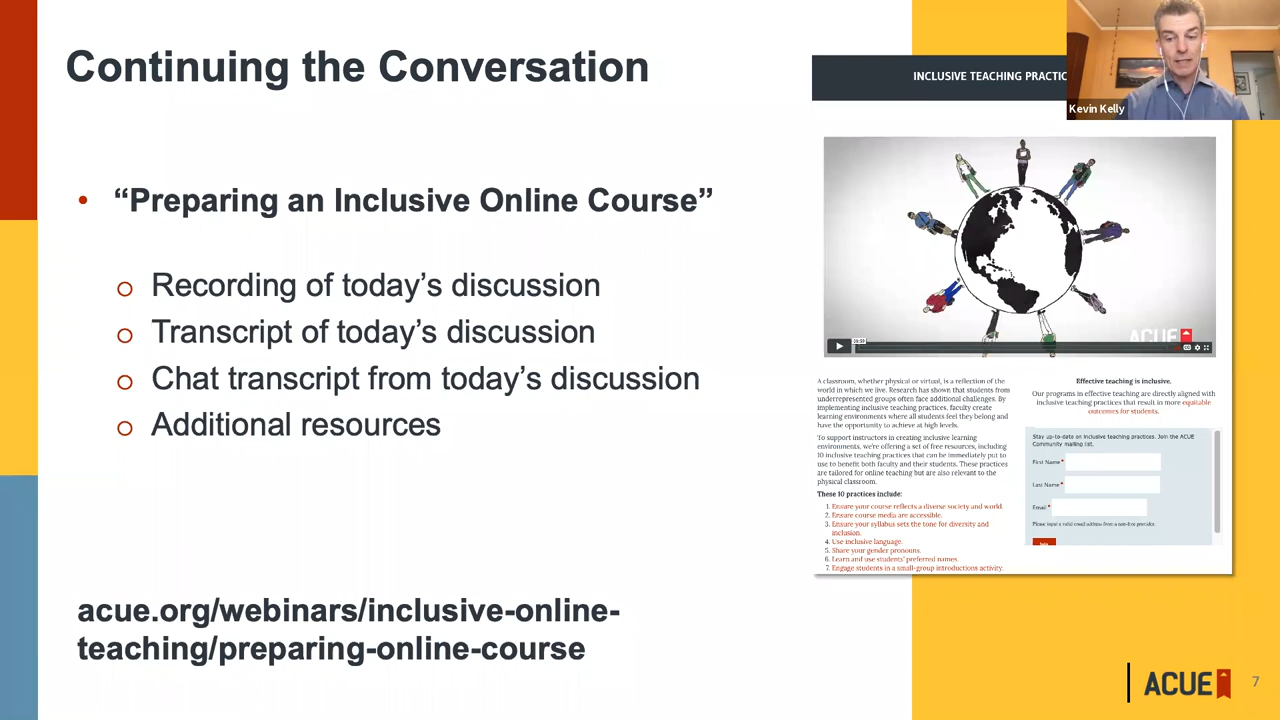 Continuing the Conversation
• “Preparing an Inclusive Online Course”
o Recording of today’s discussion
o Transcript of today’s discussion
o Chat transcript from today’s discussion
o Additional resources
acue.org/webinars/inclusive-online-
teaching/preparing-online-course
INCLUSIVE TEACHING PRACTIC
Kevin Kelly
ACUE
A classroom, whether physical or virtual, is a reflection of the
world in which we live. Research has shown that students from
underrepresented groups often face additional challenges. By
implementing inclusive teaching practices, faculty create
learning environments where all students feel they belong and
have the opportunity to achieve at high levels.
To support instructors in creating inclusive learning
environments, we're offering a set of free resources, including
10 inclusive teaching practices that can be immediately put to
use to benefit both faculty and their students. These practices
are tailored for online teaching but are also relevant to the
physical classroom.
These 10 practices include:
1. Ensure your course reflects a diverse society and world.
2. Ensure course media are accessible.
3. Ensure your syllabus sets the tone for diversity and
inclusion.
4. Use inclusive language.
5. Share your gender pronouns.
6. Learn and use students' preferred names.
7. Engage students in a small-group introductions activity.
Effective teaching is inclusive.
Our programs in effective teaching are directly aligned with
inclusive teaching practices that result in more equitable
outcomes for students.
Stay up-to-date on inclusive teaching practices. Join the ACUE
Community mailing list.
First Name *
Last Name *
Email *
Please input a valid email address from a non-free provider.
ACUE
7